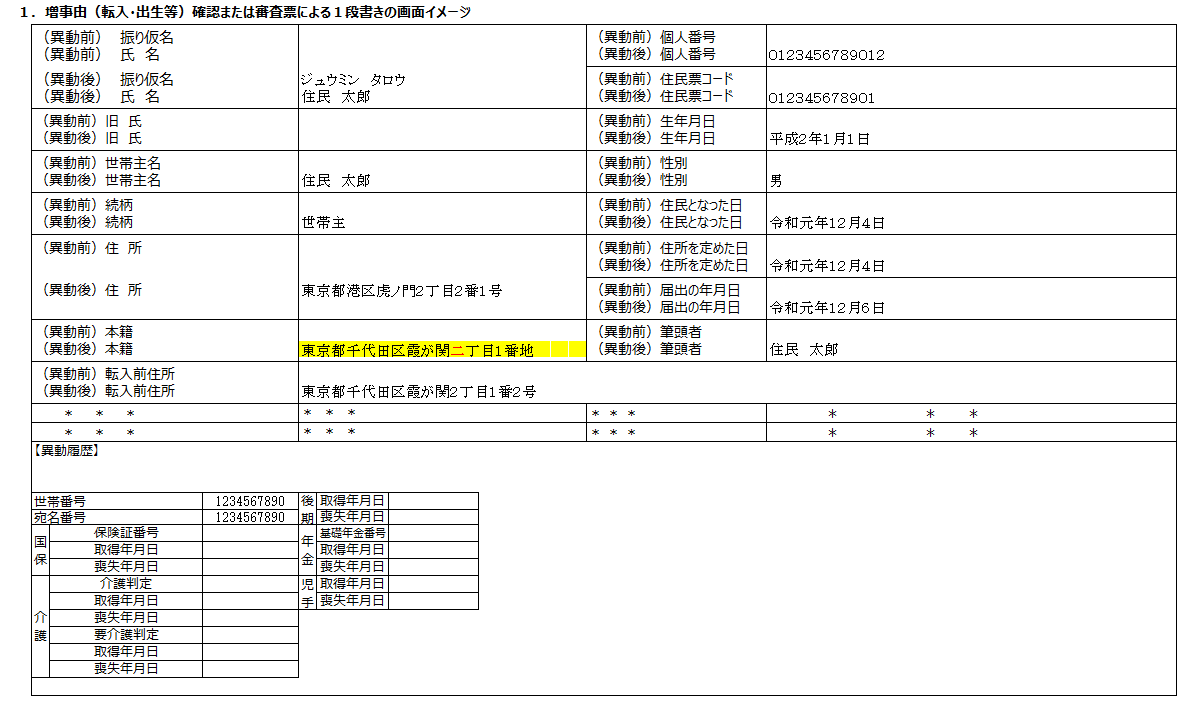 １．増事由（転入・出生等）確認または審査票による１段書きの画面イメージ
（異動前）　振り仮名
（異動前）　氏　名
（異動後）　振り仮名　ジュウミン　タロウ
（異動後）　氏　名　住民　太郎
（異動前）個人番号
（異動後）個人番号　0123456789012
（異動前）住民票コード
（異動後）住民票コード　012345678901
（異動前）旧　氏
（異動後）旧　氏
（異動前）生年月日
（異動後）生年月日　平成2年1月1日
（異動前）世帯主名
（異動後）世帯主名　住民　太郎
（異動前）性別
（異動後）性別　男
（異動前）続柄
（異動後）続柄　世帯主
（異動前）住民となった日
（異動後）住民となった日　令和元年12月4日
（異動前）住　所
（異動後）住　所　東京都港区虎ノ門2丁目2番1号
（異動前）住所を定めた日
（異動後）住所を定めた日　令和元年12月4日
（異動前）届出の年月日
（異動後）届出の年月日　令和元年12月6日
（異動前）本籍
（異動後）本籍　東京都千代田区霞が関二丁目1番地
（異動前）筆頭者
（異動後）筆頭者　住民　太郎
（異動前）転入前住所
（異動後）転入前住所　東京都千代田区霞が関2丁目1番2号
＊　＊　＊　＊　＊　＊　＊　＊　＊　＊　＊　＊
＊　＊　＊　＊　＊　＊　＊　＊　＊　＊　＊　＊
【異動履歴】
世帯番号　1234567890
宛名番号　1234567890
国保
保険証番号
取得年月日
喪失年月日
介護
介護判定
取得年月日
喪失年月日
要介護判定
取得年月日
喪失年月日
後期
取得年月日
喪失年月日
年金
基礎年金番号
取得年月日
喪失年月日
児手
取得年月日
喪失年月日